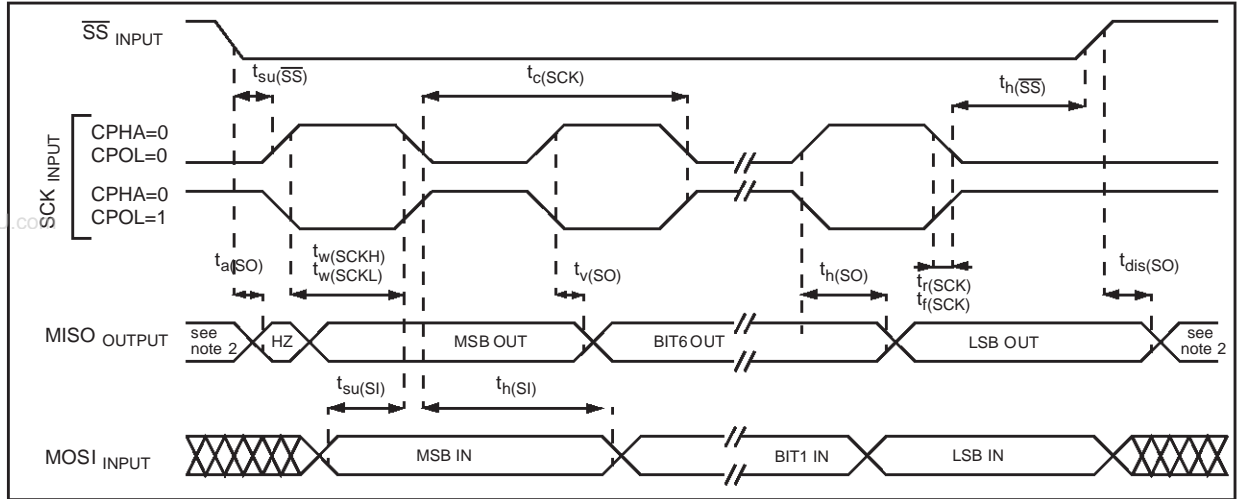 SS INPUT
tsu(SS)
tc(SCK)
th(SS)
SCK INPUT
CPHA=0
CPOL=0
CPHA=0
CPOL=1
J.com
ta(SO)
tw(SCKH)
tw(SCKL)
tv(SO)
th(SO)
tr(SCK)
tf(SCK)
tdis(SO)
MISO OUTPUT
see
note 2
HZ
MSB OUT
BIT6 OUT
LSB OUT
see
note 2
tsu(SI)
th(SI)
MOSI INPUT
MSB IN
BIT1 IN
LSB IN